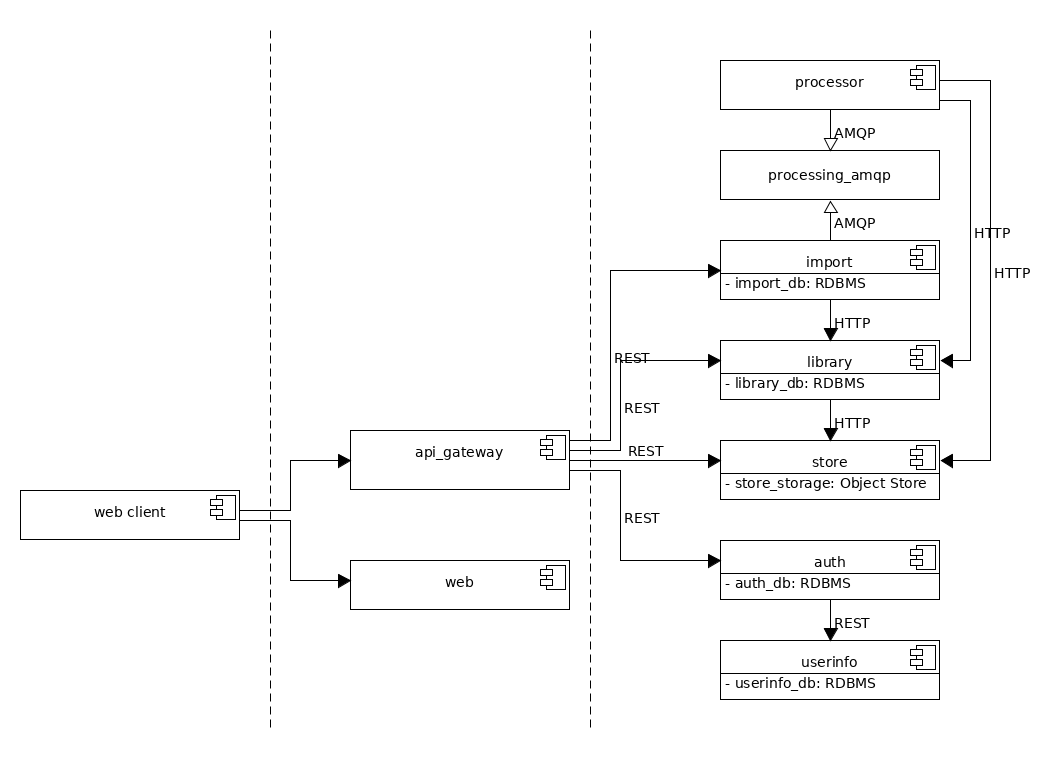 processor
AMQP
processing_amqp
AMQP
HTTP
import
HTTP
- import_db: RDBMS
HTTP
REST
library
- library_db: RDBMS
REST
HTTP
api_gateway
REST
store
- store_storage: Object Store
web client
REST
auth
web
- auth_db: RDBMS
REST
userinfo
- userinfo_db: RDBMS